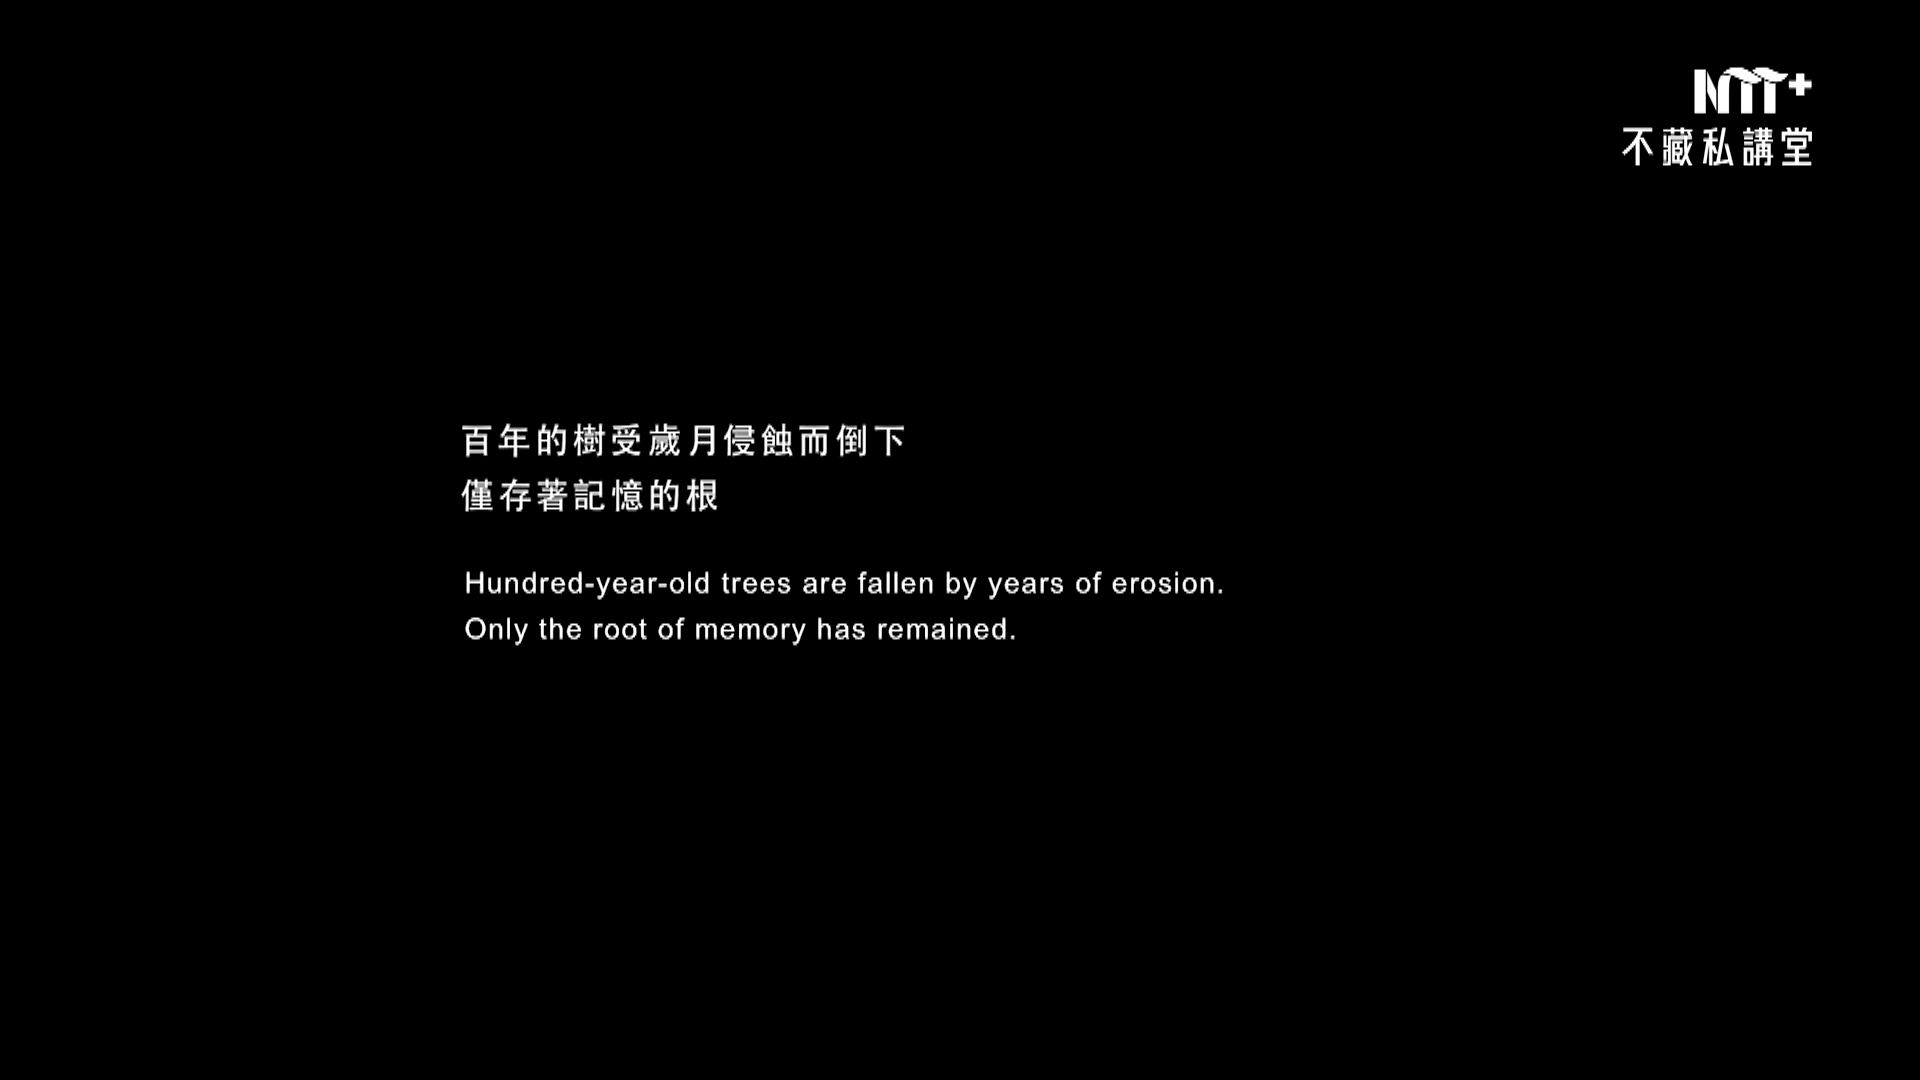 NTT+
不藏私講堂
百年的樹受歲月侵蝕而倒下
僅存著記憶的根
Hundred-year-old trees are fallen by years of erosion.
Only the root of memory has remained.